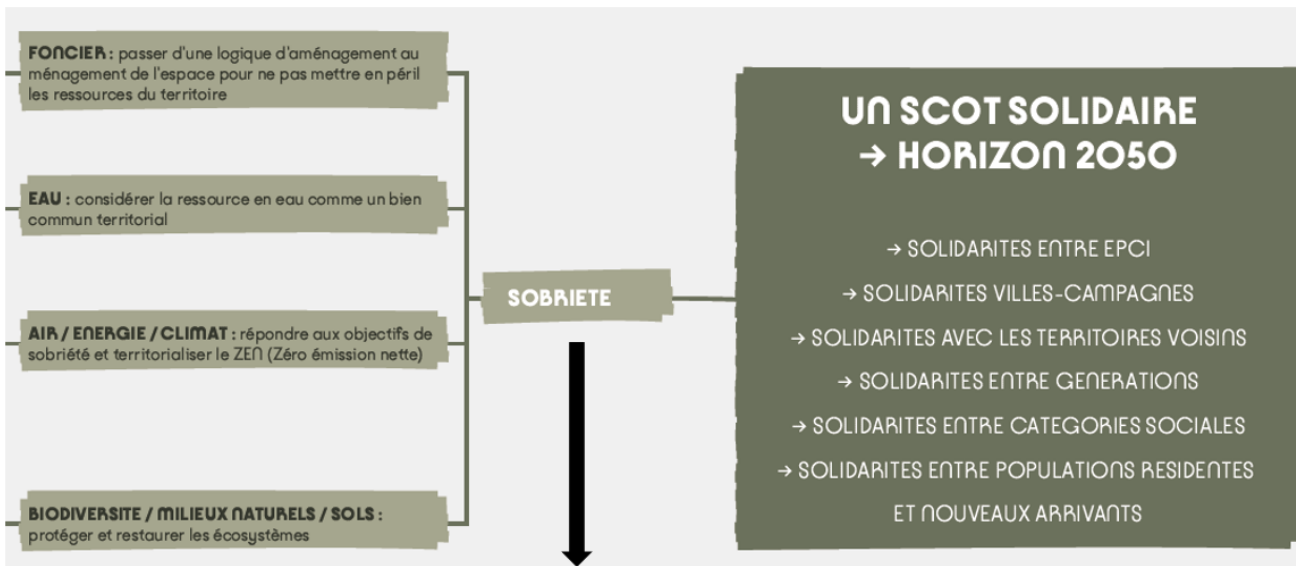 FONCIER : passer d'une logique d'aménagement au
ménagement de l'espace pour ne pas mettre en péril
les ressources du territoire
EAU : considérer la ressource en eau comme un bien
commun territorial
AIR / ENERGIE / CLIMAT : répondre aux objectifs de
sobriété et territorialiser le ZEN (Zéro émission nette)
BIODIVERSITE / MILIEUX NATURELS / SOLS :
protéger et restaurer les écosystèmes
SOBRIETE
UN SCOT SOLIDAIRE
→ HORIZON 2050
→ SOLIDARITES ENTRE EPCI
→ SOLIDARITES VILLES-CAMPAGNES
→ SOLIDARITES AVEC LES TERRITOIRES VOISINS
→ SOLIDARITES ENTRE GENERATIONS
→ SOLIDARITES ENTRE CATEGORIES SOCIALES
→ SOLIDARITES ENTRE POPULATIONS RESIDENTES
ET NOUVEAUX ARRIVANTS